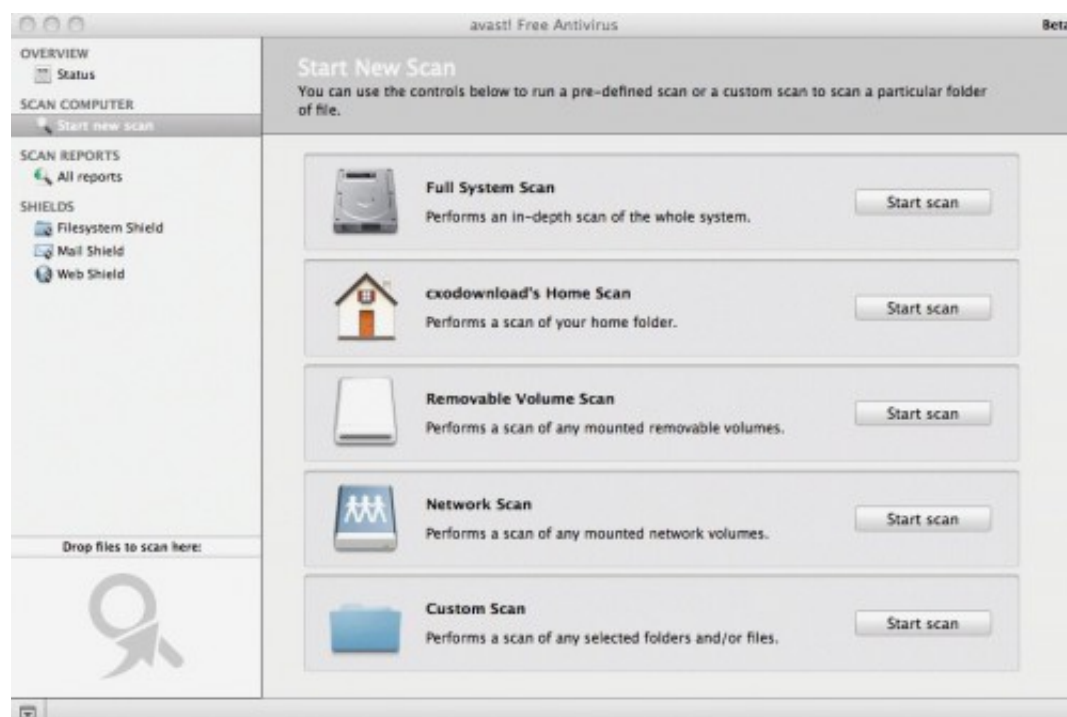 avast! Free Antivirus
Beta
OVERVIEW
Status
SCAN COMPUTER
Start new scan
SCAN REPORTS
All reports
SHIELDS
Filesystem Shield
Mail Shield
Web Shield
Drop files to scan here:
Start New Scan
You can use the controls below to run a pre-defined scan or a custom scan to scan a particular folder
of file.
Full System Scan
Performs an in-depth scan of the whole system.
Start scan
cxodownload's Home Scan
Performs a scan of your home folder.
Start scan
Removable Volume Scan
Performs a scan of any mounted removable volumes.
Start scan
Network Scan
Performs a scan of any mounted network volumes.
Start scan
Custom Scan
Performs a scan of any selected folders and/or files.
Start scan